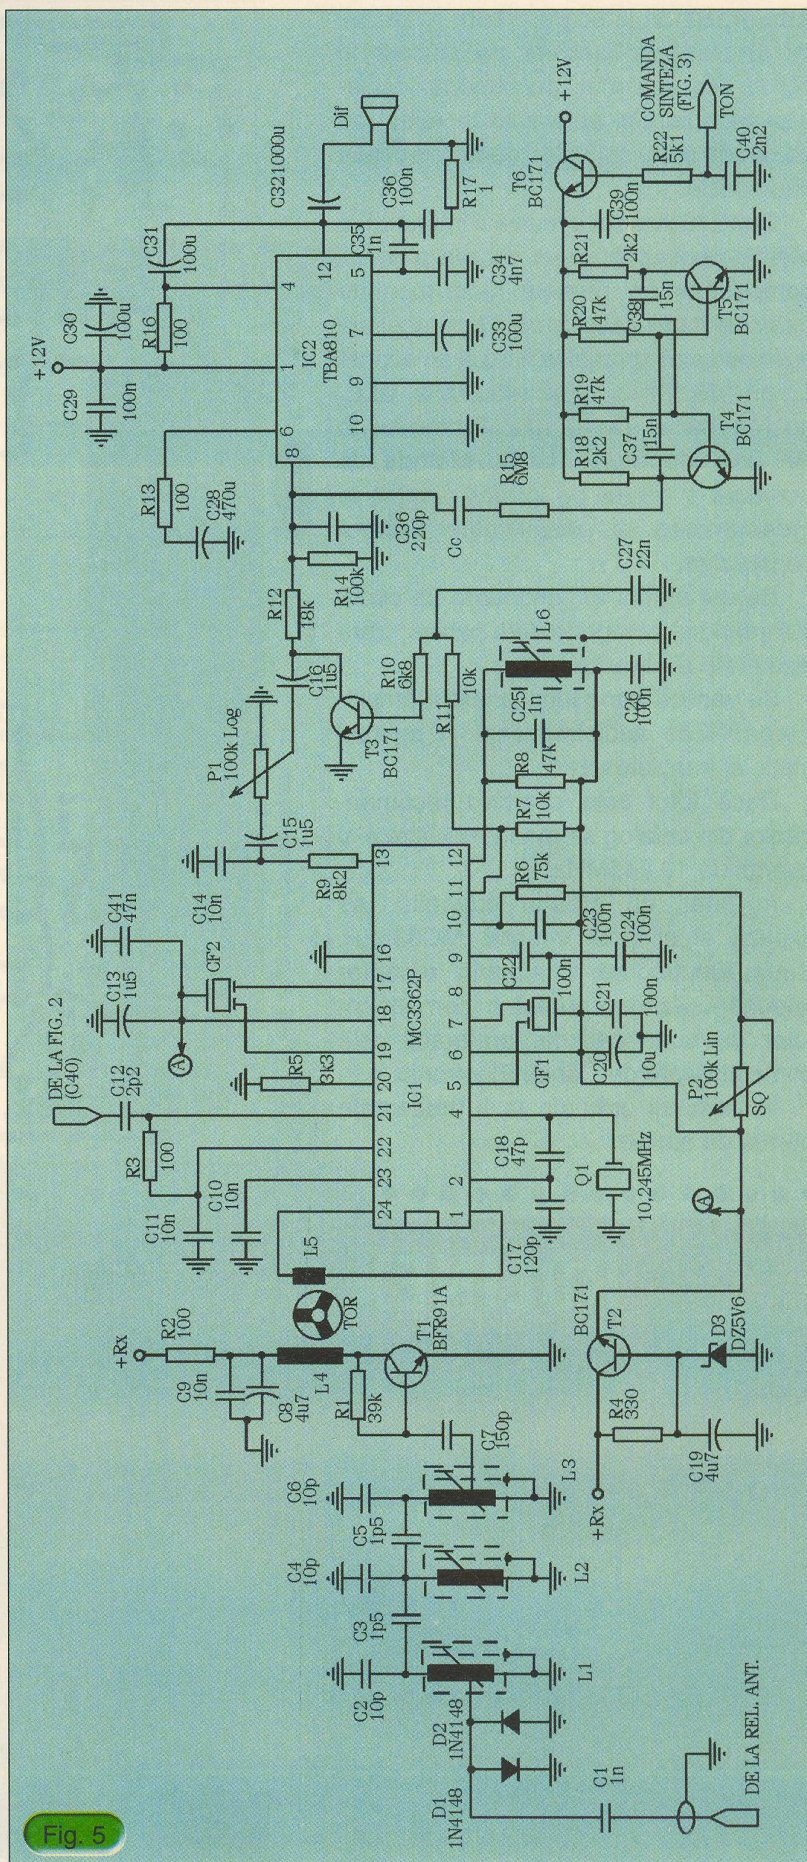 Fig. 5
DE LA REL. ANT.
C1
1n
D1
1N4148
D2
1N4148
L1
C2
10p
C3
1p5
C4
10p
L2
C5
1p5
C6
10p
L3
C7
150p
R1
39k
T1
BFR91A
L4
C8
4u7
C9
10n
R2
100
+Rx
TOR
L5
+Rx
R4
330
C19
4u7
D3
DZ5V6
T2
BC171
A
P2
100k Lin
SQ
DE LA FIG. 2
(C40)
C12
2p2
R3
100
C11
10n
C10
10n
24
23
22
21
20
19
18
17
16
13
IC1
MC3362P
1
2
4
5
6
7
8
9
10
11
12
C17
120p
C18
47p
Q1
10,245MHz
R5
3k3
A
C13
1u5
C41
47n
CF2
CF1
C20
10u
C21
100n
C22
100n
C23
100n
C24
100n
R6
75k
R7
10k
R8
47k
C25
1n
L6
C26
100n
C27
22n
R9
8k2
C14
10n
C15
1u5
P1
100k Log
C16
1u5
T3
BC171
R10
6k8
R11
10k
R12
18k
R14
100k
C36
220p
Cc
R15
6M8
R13
100
C28
470u
C29
100n
+12V
C30
100u
R16
100
C31
100u
8
6
1
4
12
IC2
TBA810
10
9
7
5
C33
100u
C34
4n7
C35
1n
C36
100n
R17
1
C321000u
Dif
R18
2k2
C37
15n
R19
47k
T4
BC171
R20
47k
C38
15n
R21
2k2
T5
BC171
C39
100n
T6
BC171
+12V
R22
5k1
C40
2n2
TON
COMANDA
SINTEZA
(FIG. 3)